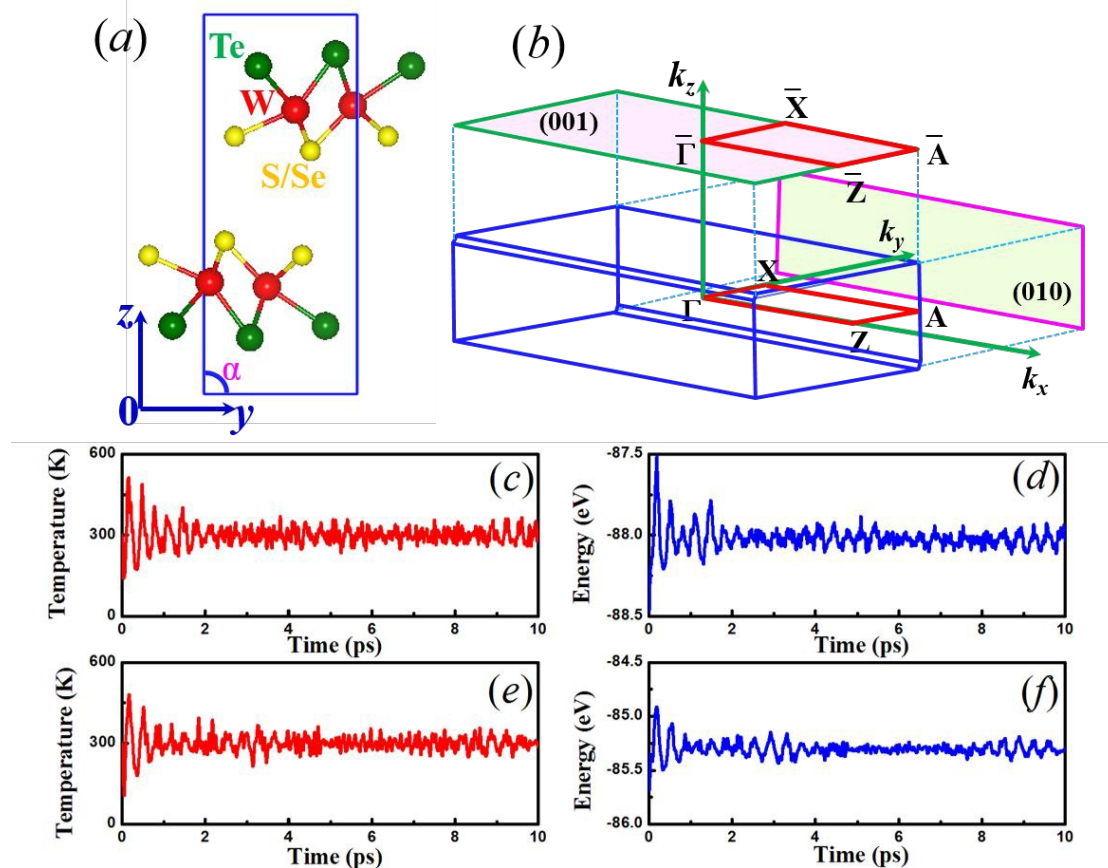 (a)
Te
W
S/Se
z
α
0
y
(b)
k_z
(001)
X̄
Γ̄
Ā
Z̄
k_y
X
(010)
Γ
A
Z
k_x
(c)
Temperature (K)
600
300
0
0 2 4 6 8 10
Time (ps)
(d)
Energy (eV)
-87.5
-88.0
-88.5
0 2 4 6 8 10
Time (ps)
(e)
Temperature (K)
600
300
0
0 2 4 6 8 10
Time (ps)
(f)
Energy (eV)
-84.5
-85.0
-85.5
-86.0
0 2 4 6 8 10
Time (ps)